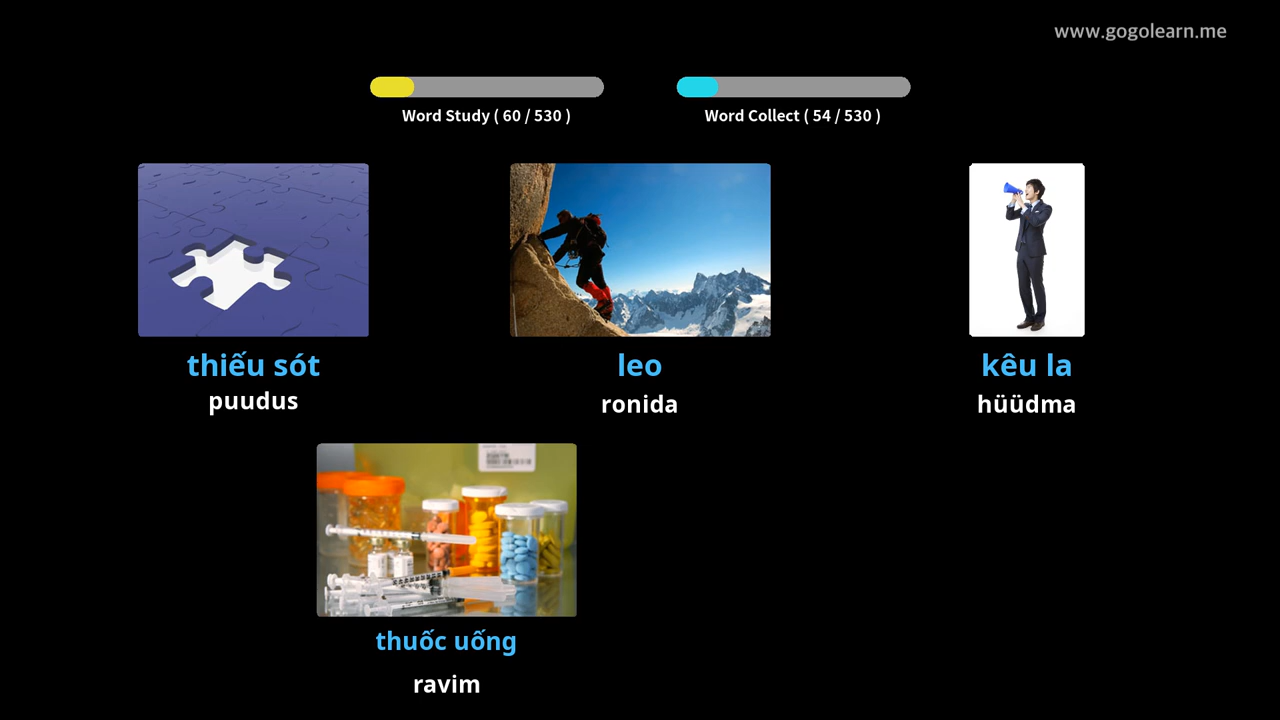 www.gogolearn.me
Word Study ( 60 / 530 )
Word Collect ( 54 / 530 )
thiếu sót
puudus
leo
ronida
kêu la
hüüdma
thuốc uống
ravim